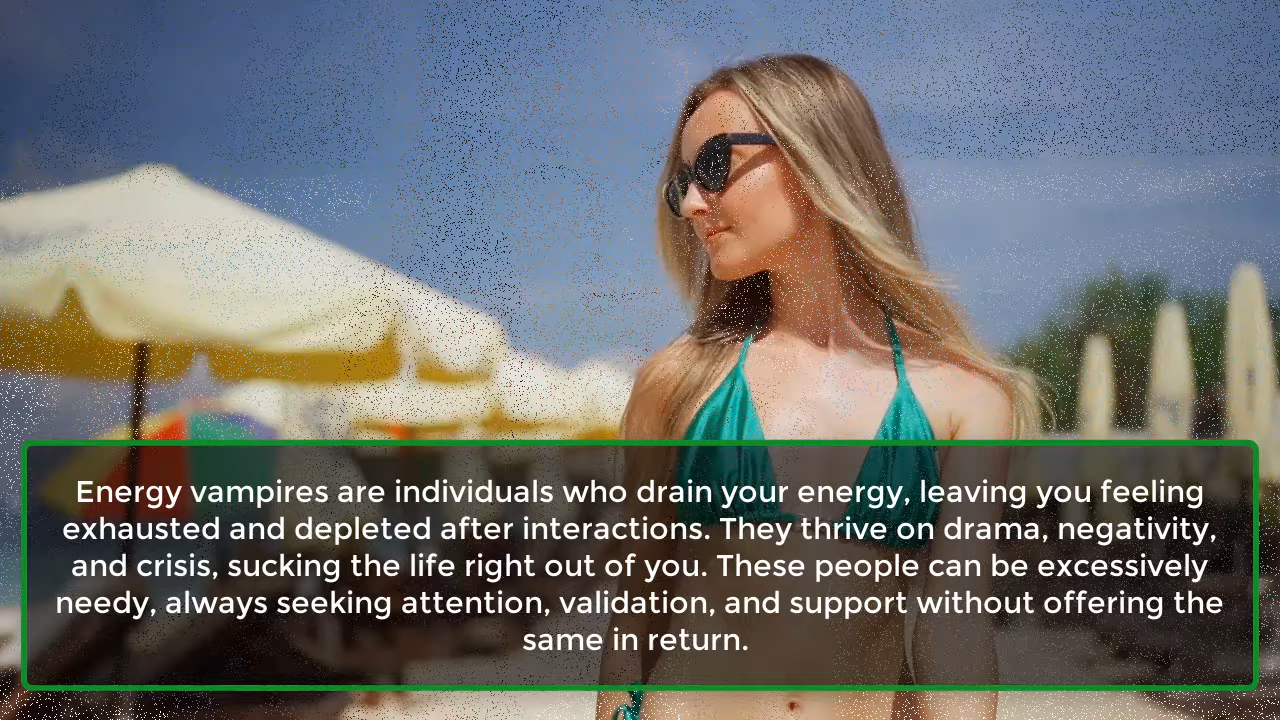 Energy vampires are individuals who drain your energy, leaving you feeling
exhausted and depleted after interactions. They thrive on drama, negativity,
and crisis, sucking the life right out of you. These people can be excessively
needy, always seeking attention, validation, and support without offering the
same in return.